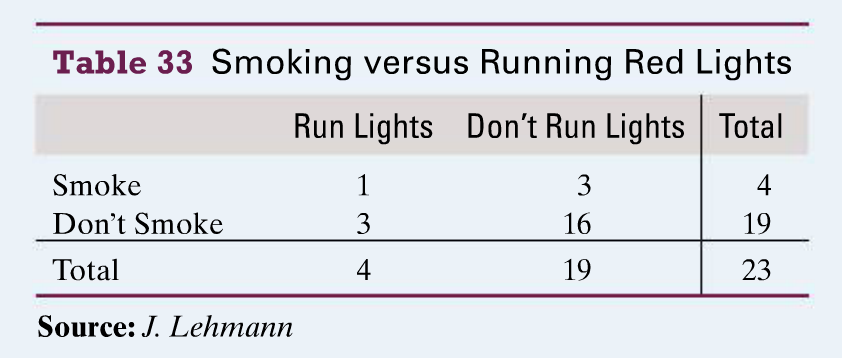 Table 33 Smoking versus Running Red Lights
Run Lights Don't Run Lights Total
Smoke 1 3 4
Don't Smoke 3 16 19
Total 4 19 23
Source: J. Lehmann